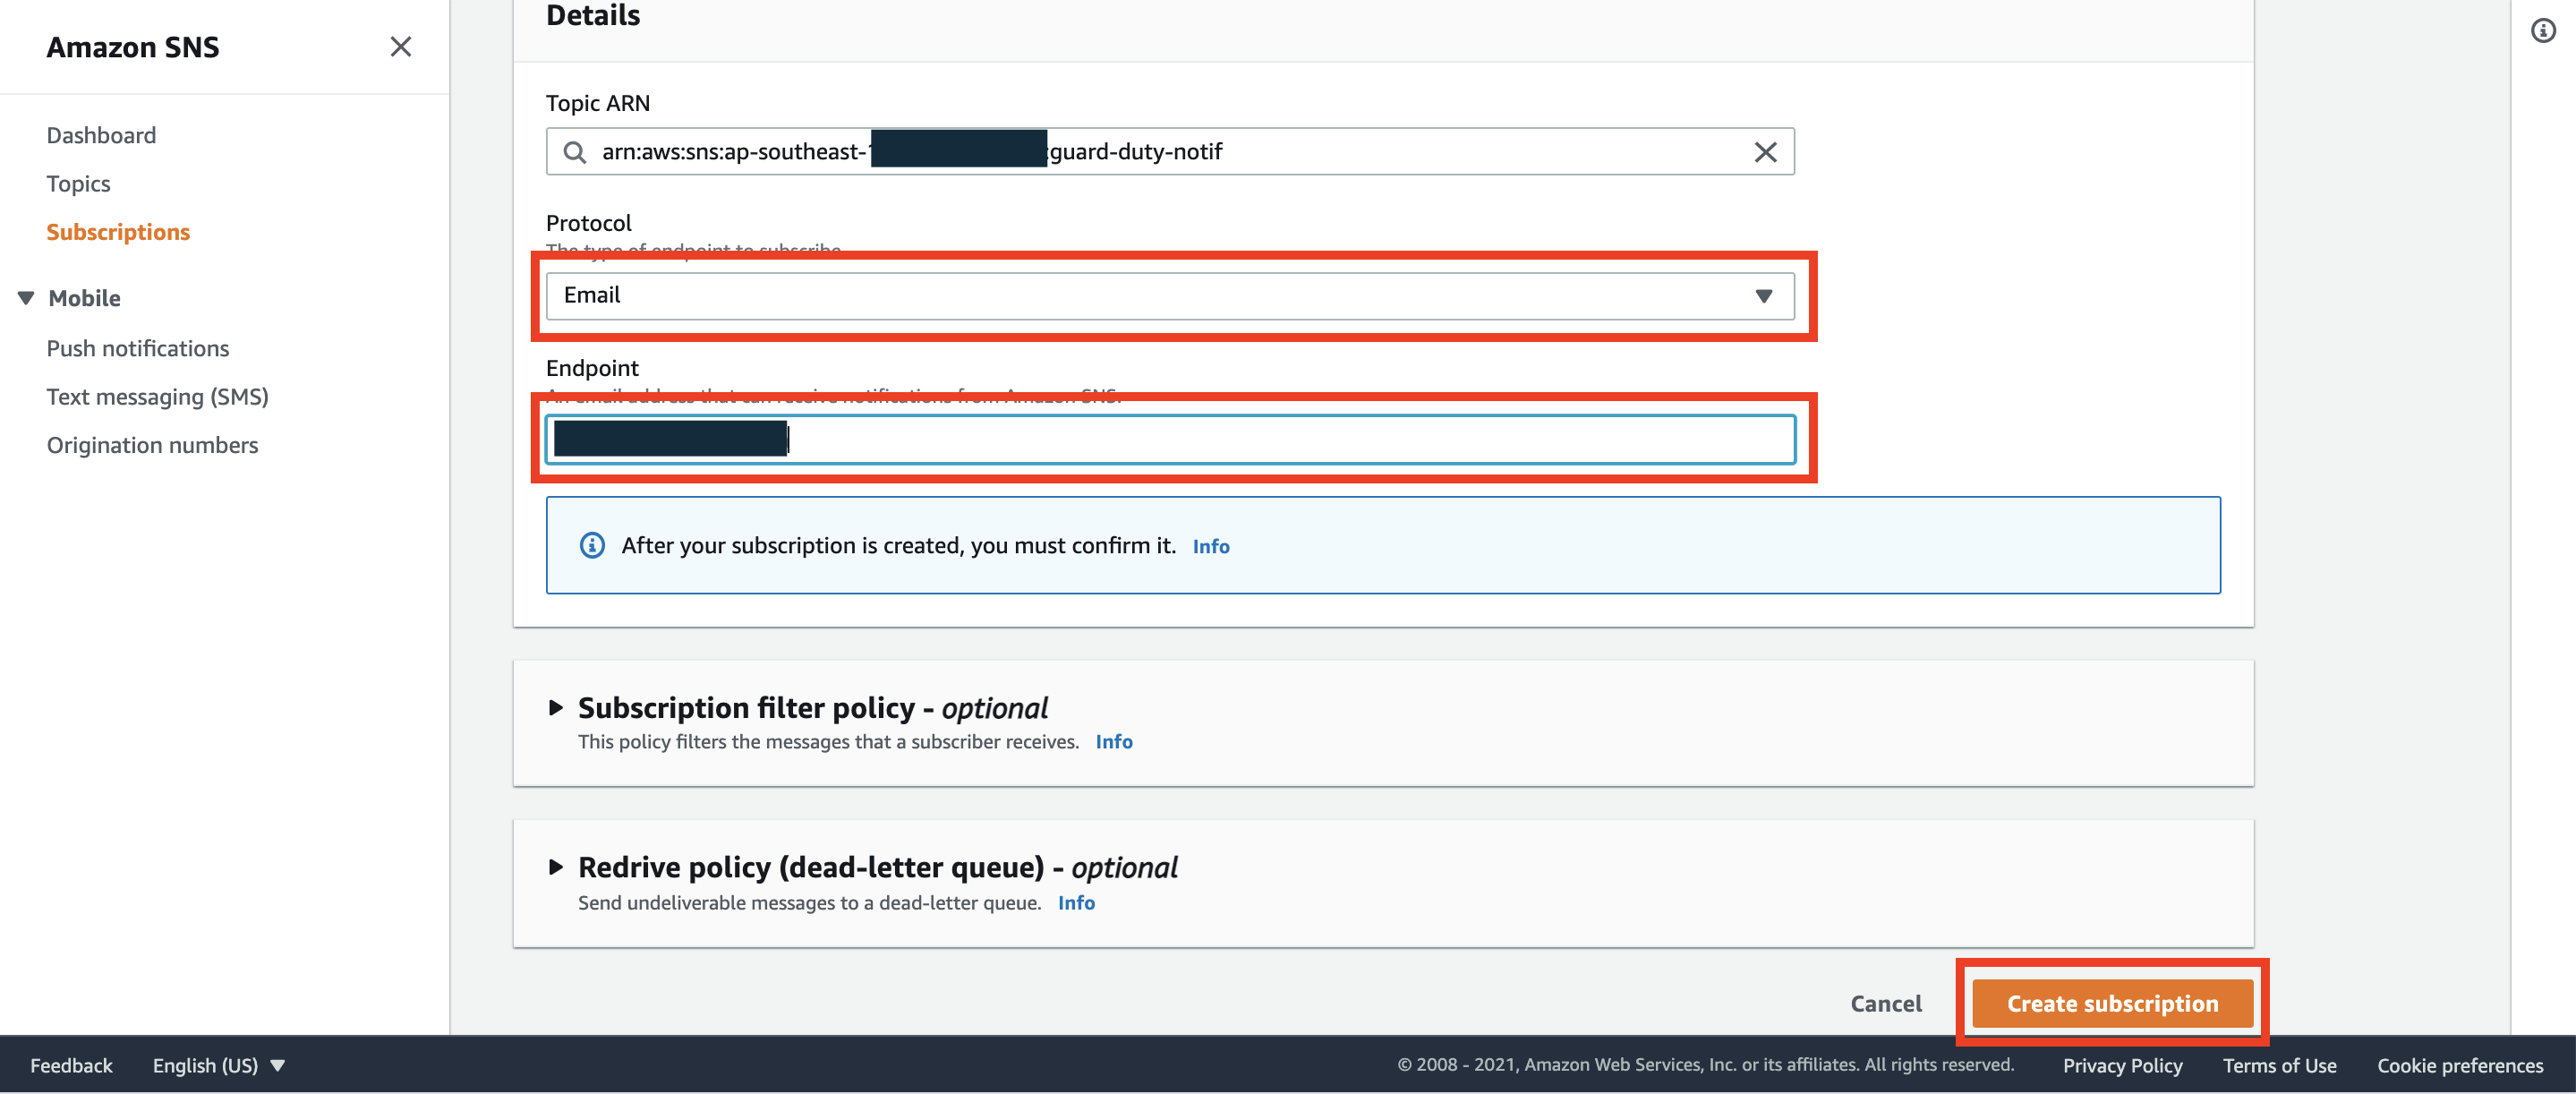 Amazon SNS
Dashboard
Topics
Subscriptions
Mobile
Push notifications
Text messaging (SMS)
Origination numbers
Details
Topic ARN
arn:aws:sns:ap-southeast- :guard-duty-notif
Protocol
The type of endpoint to subscribe
Email
Endpoint
An email address that can receive notifications from Amazon SNS.
After your subscription is created, you must confirm it. Info
Subscription filter policy - optional
This policy filters the messages that a subscriber receives. Info
Redrive policy (dead-letter queue) - optional
Send undeliverable messages to a dead-letter queue. Info
Cancel
Create subscription
Feedback English (US) © 2008 - 2021, Amazon Web Services, Inc. or its affiliates. All rights reserved. Privacy Policy Terms of Use Cookie preferences